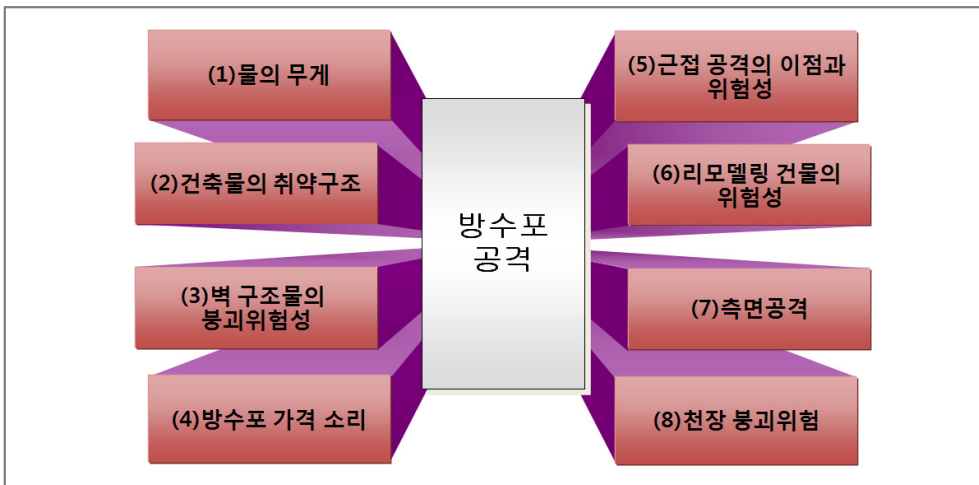 (1)물의 무게
(2)건축물의 취약구조
(3)벽 구조물의
붕괴위험성
(4)방수포 가격 소리
방수포
공격
(5)근접 공격의 이점과
위험성
(6)리모델링 건물의
위험성
(7)측면공격
(8)천장 붕괴위험